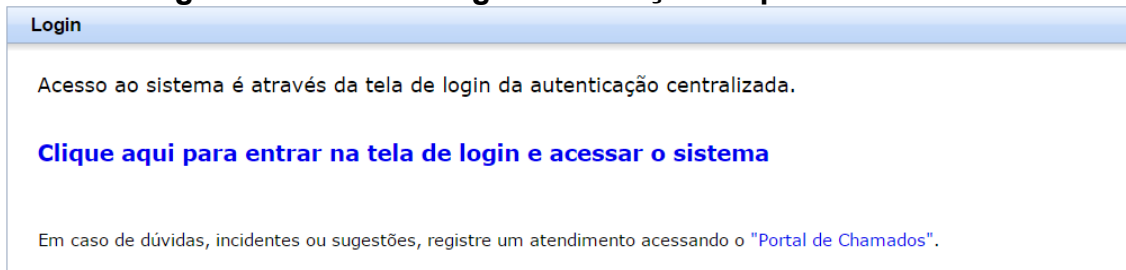 Login
Acesso ao sistema é através da tela de login da autenticação centralizada.
Clique aqui para entrar na tela de login e acessar o sistema
Em caso de dúvidas, incidentes ou sugestões, registre um atendimento acessando o "Portal de Chamados".